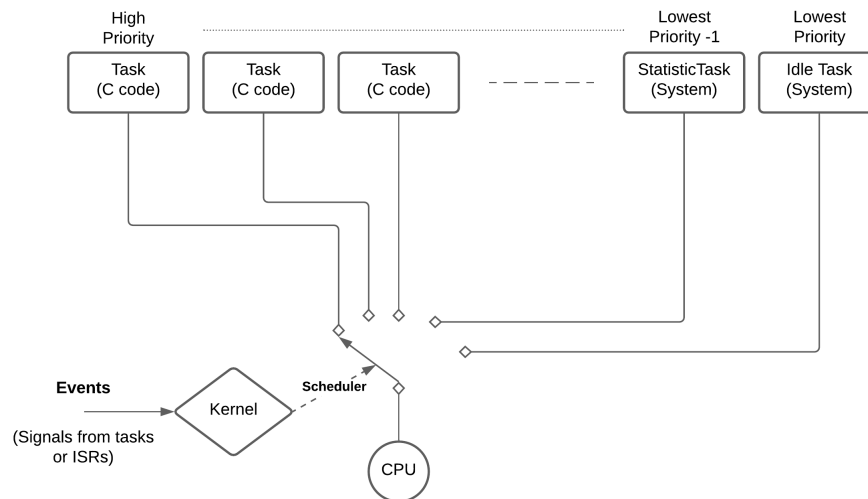 High
Priority
Lowest
Priority -1
Lowest
Priority
Task
(C code)
Task
(C code)
Task
(C code)
StatisticTask
(System)
Idle Task
(System)
Events
(Signals from tasks
or ISRs)
Kernel
Scheduler
CPU